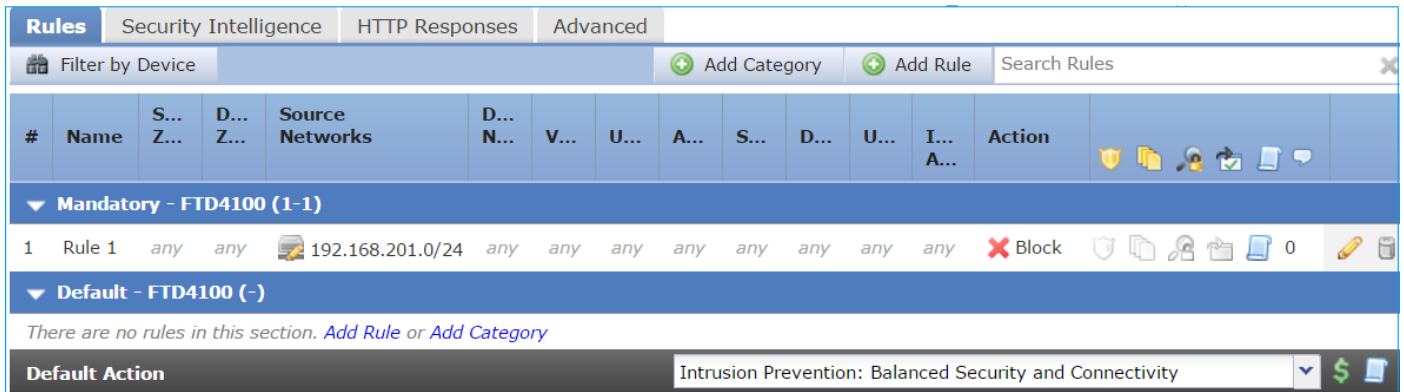 Rules Security Intelligence HTTP Responses Advanced
Filter by Device Add Category Add Rule Search Rules
# Name S... Z... D... Z... Source Networks D... N... V... U... A... S... D... U... I... A... Action
Mandatory - FTD4100 (1-1)
1 Rule 1 any any 192.168.201.0/24 any any any any any any any any Block 0
Default - FTD4100 (-)
There are no rules in this section. Add Rule or Add Category
Default Action Intrusion Prevention: Balanced Security and Connectivity $